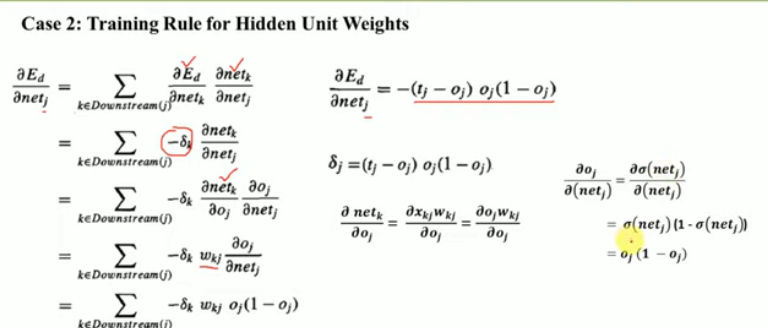 Case 2: Training Rule for Hidden Unit Weights
∂E_d/∂net_j = Σ_{k∈Downstream(j)} ∂E_d/∂net_k ∂net_k/∂net_j
= Σ_{k∈Downstream(j)} −δ_k ∂net_k/∂net_j
= Σ_{k∈Downstream(j)} −δ_k ∂net_k/∂o_j ∂o_j/∂net_j
= Σ_{k∈Downstream(j)} −δ_k w_kj ∂o_j/∂net_j
= Σ_{k∈Downstream(j)} −δ_k w_kj o_j(1 − o_j)
∂E_d/∂net_j = −(t_j − o_j) o_j(1 − o_j)
δ_j = (t_j − o_j) o_j(1 − o_j)
∂ net_k/∂o_j = ∂x_kj w_kj/∂o_j = ∂o_j w_kj/∂o_j
∂o_j/∂(net_j) = ∂σ(net_j)/∂(net_j)
= σ(net_j) (1 - σ(net_j))
= o_j (1 − o_j)